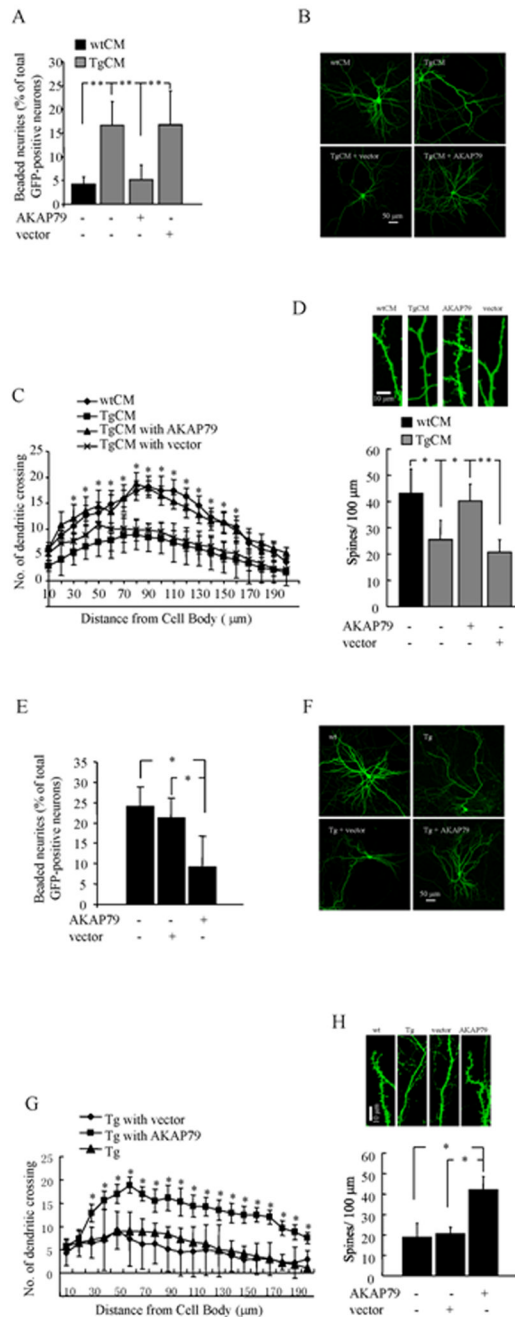 A
wtCM
TgCM
Beaded neurites (% of total
GFP-positive neurons)
25
20
15
10
5
0
** ** **
AKAP79 - - + -
vector - - - +
B
wtCM
TgCM
TgCM + vector
TgCM + AKAP79
50 µm
C
wtCM
TgCM
TgCM with AKAP79
TgCM with vector
No. of dendritic crossing
25
20
15
10
5
0
* * * * * * * * * * * * * *
10 30 50 70 90 110 130 150 170 190
Distance from Cell Body ( µm)
D
wtCM TgCM AKAP79 vector
10 µm
wtCM
TgCM
Spines/ 100 µm
60
50
40
30
20
10
0
* * **
AKAP79 - - + -
vector - - - +
E
Beaded neurites (% of total
GFP-positive neurons)
35
30
25
20
15
10
5
0
*
*
AKAP79 - - +
vector - + -
F
wt
Tg
Tg + vector
Tg + AKAP79
50 µm
G
Tg with vector
Tg with AKAP79
Tg
No. of dendritic crossing
25
20
15
10
5
0
* * * * * * * * * * * * * * * * * *
10 30 50 70 90 110 130 150 170 190
Distance from Cell Body (µm)
H
wt Tg vector AKAP79
10 µm
Spines/ 100 µm
60
50
40
30
20
10
0
*
*
AKAP79 - - +
vector - + -